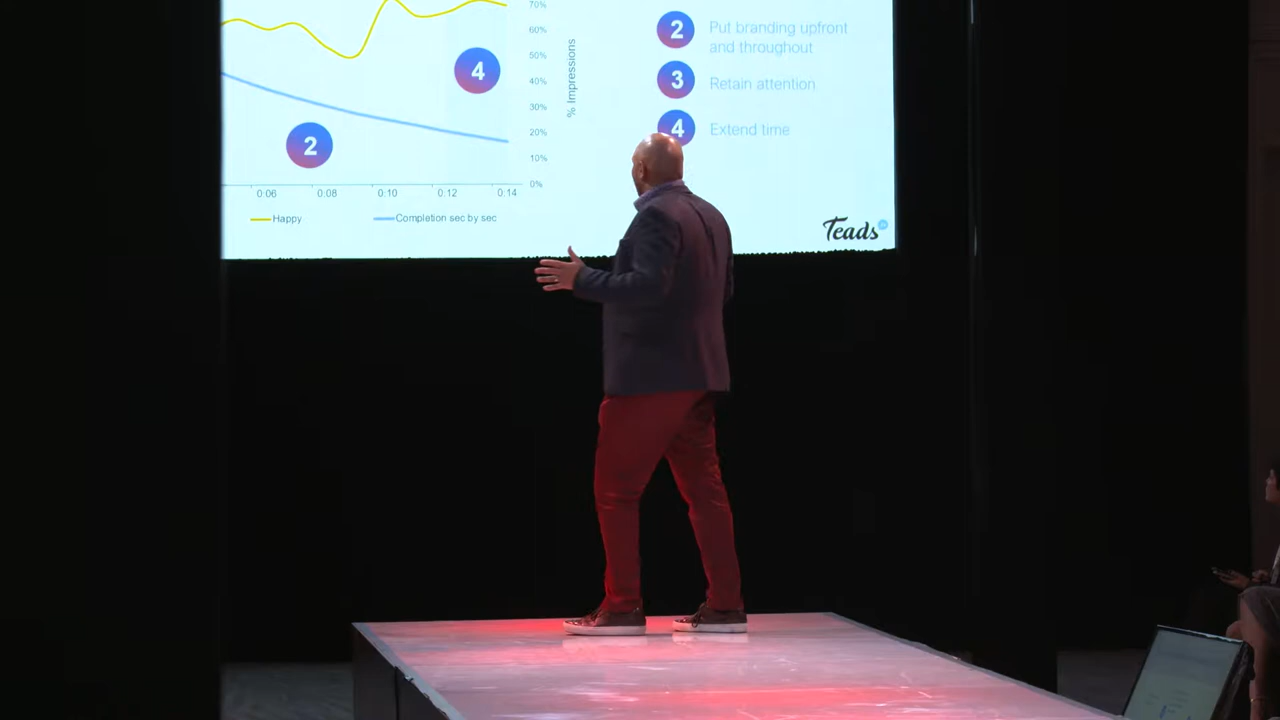 70%
60%
50%
40%
30%
20%
10%
0%
% Impressions
4
2
0:06 0:08 0:10 0:12 0:14
Happy Completion sec by sec
2 Put branding upfront
and throughout
3 Retain attention
4 Extend time
Teads